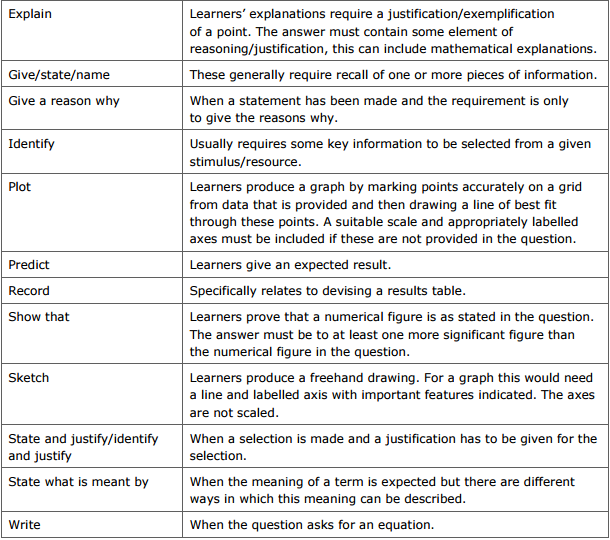 Explain
Learners’ explanations require a justification/exemplification
of a point. The answer must contain some element of
reasoning/justification, this can include mathematical explanations.
Give/state/name
These generally require recall of one or more pieces of information.
Give a reason why
When a statement has been made and the requirement is only
to give the reasons why.
Identify
Usually requires some key information to be selected from a given
stimulus/resource.
Plot
Learners produce a graph by marking points accurately on a grid
from data that is provided and then drawing a line of best fit
through these points. A suitable scale and appropriately labelled
axes must be included if these are not provided in the question.
Predict
Learners give an expected result.
Record
Specifically relates to devising a results table.
Show that
Learners prove that a numerical figure is as stated in the question.
The answer must be to at least one more significant figure than
the numerical figure in the question.
Sketch
Learners produce a freehand drawing. For a graph this would need
a line and labelled axis with important features indicated. The axes
are not scaled.
State and justify/identify
and justify
When a selection is made and a justification has to be given for the
selection.
State what is meant by
When the meaning of a term is expected but there are different
ways in which this meaning can be described.
Write
When the question asks for an equation.